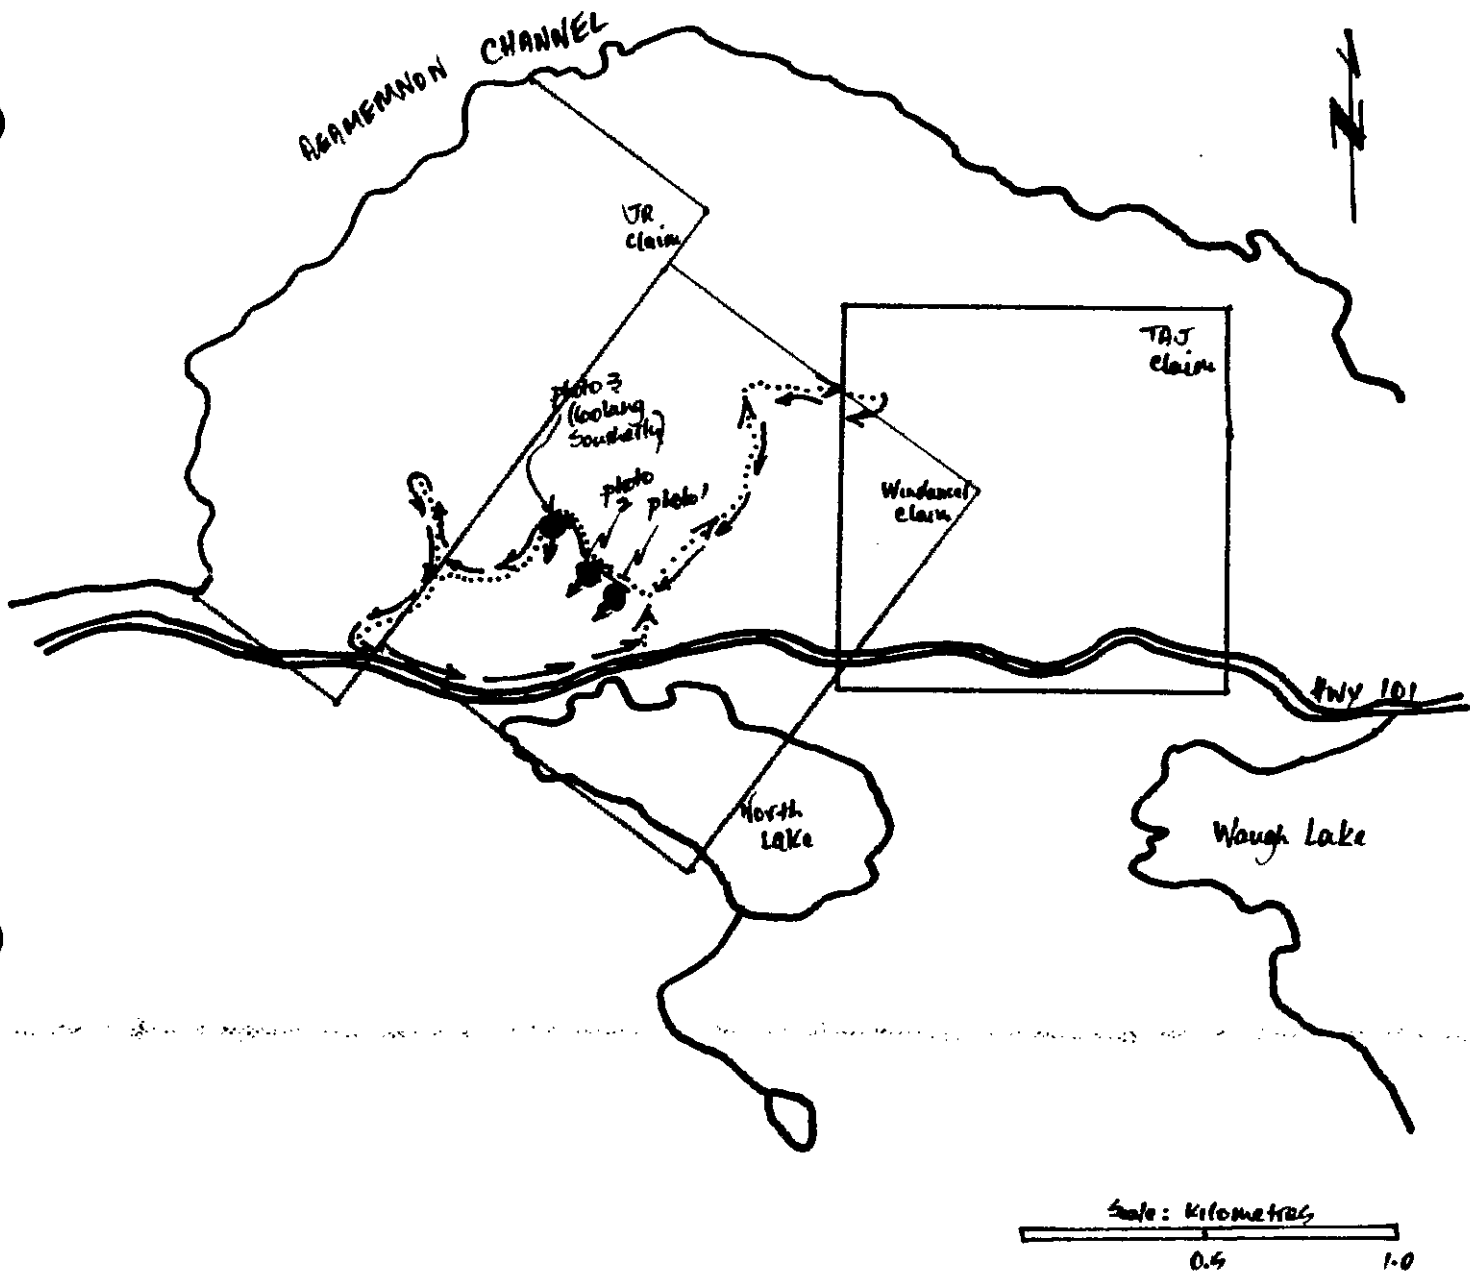 AGAMEMNON CHANNEL
N
JR
Claim
TAJ
Claim
photo 3
(looking
Southerly)
photo
2
photo 1
Claim
HWY 101
North
Lake
Waugh Lake
Scale: Kilometres
0.5
1.0